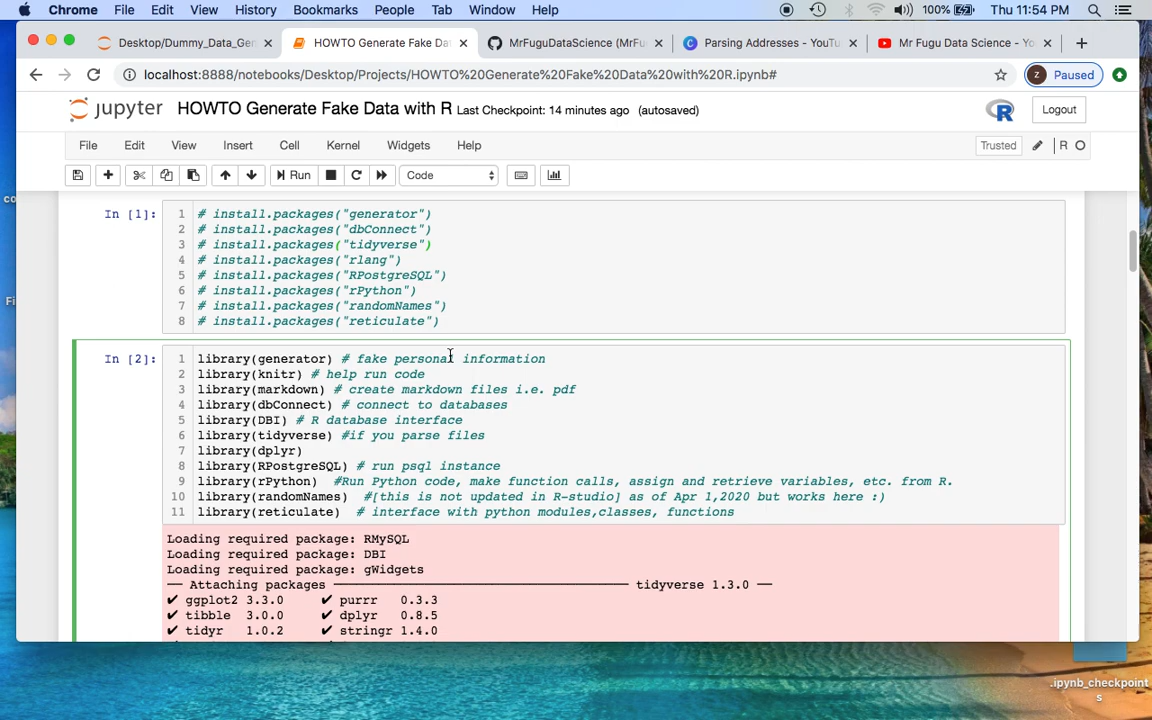 Chrome File Edit View History Bookmarks People Tab Window Help 100% Thu 11:54 PM
Desktop/Dummy_Data_Gen HOWTO Generate Fake Dat MrFuguDataScience (MrFu Parsing Addresses - YouTu Mr Fugu Data Science - Yo
localhost:8888/notebooks/Desktop/Projects/HOWTO%20Generate%20Fake%20Data%20with%20R.ipynb# Z Paused
jupyter HOWTO Generate Fake Data with R Last Checkpoint: 14 minutes ago (autosaved) R Logout
File Edit View Insert Cell Kernel Widgets Help Trusted R
Run Code
In [1]: 1 # install.packages("generator")
2 # install.packages("dbConnect")
3 # install.packages("tidyverse")
4 # install.packages("rlang")
5 # install.packages("RPostgreSQL")
6 # install.packages("rPython")
7 # install.packages("randomNames")
8 # install.packages("reticulate")
In [2]: 1 library(generator) # fake personal information
2 library(knitr) # help run code
3 library(markdown) # create markdown files i.e. pdf
4 library(dbConnect) # connect to databases
5 library(DBI) # R database interface
6 library(tidyverse) #if you parse files
7 library(dplyr)
8 library(RPostgreSQL) # run psql instance
9 library(rPython) #Run Python code, make function calls, assign and retrieve variables, etc. from R.
10 library(randomNames) #[this is not updated in R-studio] as of Apr 1,2020 but works here :)
11 library(reticulate) # interface with python modules,classes, functions
Loading required package: RMySQL
Loading required package: DBI
Loading required package: gWidgets
── Attaching packages ─────────────────────────────────────── tidyverse 1.3.0 ──
✔ ggplot2 3.3.0 ✔ purrr 0.3.3
✔ tibble 3.0.0 ✔ dplyr 0.8.5
✔ tidyr 1.0.2 ✔ stringr 1.4.0
co
Fi
.ipynb_checkpoint
s